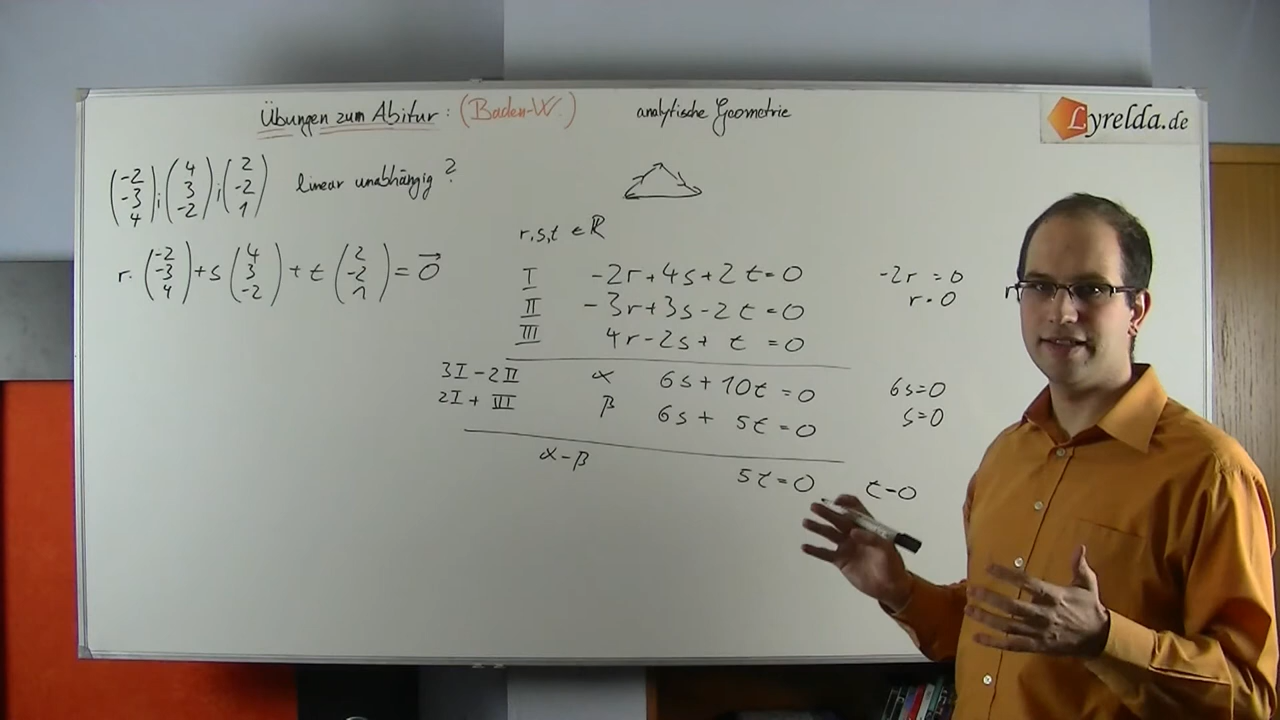 Übungen zum Abitur: (Baden-W.) analytische Geometrie
Lyrelda.de
(-2 -3 4); (4 3 -2); (2 -2 1) linear unabhängig?
r·(-2 -3 4) + s(4 3 -2) + t(2 -2 1) = 0⃗
r,s,t ∈ ℝ
I -2r+4s+2t=0 -2r=0
II -3r+3s-2t=0 r=0
III 4r-2s+t=0
3I-2II α 6s+10t=0 6s=0
2I+III β 6s+5t=0 s=0
α-β 5t=0 t=0